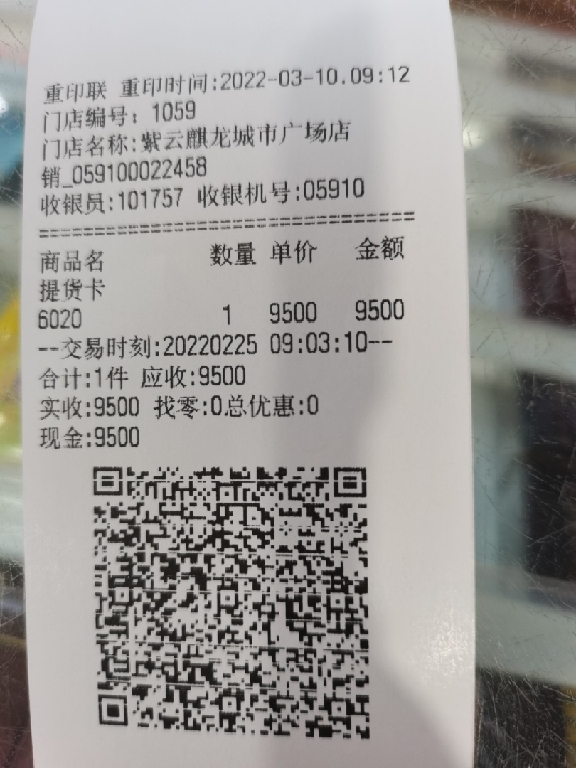 重印联 重印时间:2022-03-10.09:12
门店编号: 1059
门店名称:紫云麒龙城市广场店
销_059100022458
收银员:101757 收银机号:05910
========================================
商品名 数量 单价 金额
提货卡
6020 1 9500 9500
--交易时刻:20220225 09:03:10--
合计:1件 应收:9500
实收:9500 找零:0总优惠:0
现金:9500